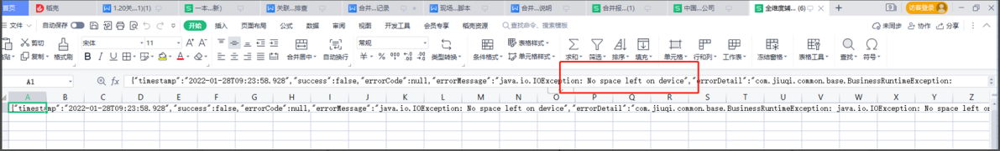 首页 稻壳 1.20关...1)(1) 一本...新) 关联...排查 合并...记录 现场...脚本 合并...说明 合并报...(1) 中国...公司 全维度辅... (6) 访客登录
文件 自动保存 开始 插入 页面布局 公式 数据 审阅 视图 开发工具 会员专享 稻壳资源 查找命令、搜索模板 未同步 协作 分享
剪切 宋体 11 常规 表格样式
粘贴 复制 格式刷 合并居中 自动换行 类型转换 条件格式 单元格样式 求和 筛选 排序 填充 单元格 行和列 工作表 冻结窗格 表格工具 查找 符号
A1 fx {"timestamp":"2022-01-28T09:23:58.928","success":false,"errorCode":null,"errorMessage":"java.io.IOException: No space left on device","errorDetail":"com.jiuqi.common.base.BusinessRuntimeException:
A B C D E F G H I J K L M N O P Q R S T U V W X Y Z
{"timestamp":"2022-01-28T09:23:58.928","success":false,"errorCode":null,"errorMessage":"java.io.IOException: No space left on device","errorDetail":"com.jiuqi.common.base.BusinessRuntimeException: java.io.IOException: No space left on